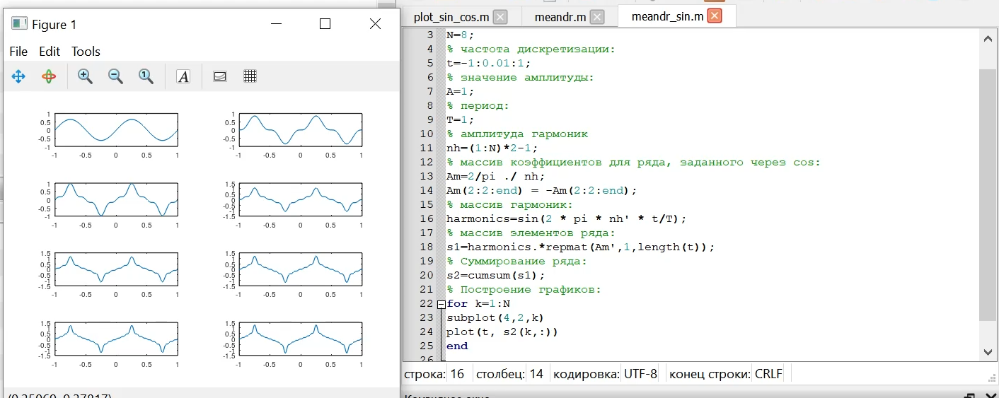 Figure 1
File Edit Tools
A
1
0.5
0
-0.5
-1
-1 -0.5 0 0.5 1
1
0.5
0
-0.5
-1
-1 -0.5 0 0.5 1
1
0.5
0
-0.5
-1
-1 -0.5 0 0.5 1
1.5
1
0.5
0
-0.5
-1
-1.5
-1 -0.5 0 0.5 1
1.5
1
0.5
0
-0.5
-1
-1.5
-1 -0.5 0 0.5 1
1.5
1
0.5
0
-0.5
-1
-1.5
-1 -0.5 0 0.5 1
1.5
1
0.5
0
-0.5
-1
-1.5
-1 -0.5 0 0.5 1
1.5
1
0.5
0
-0.5
-1
-1.5
-1 -0.5 0 0.5 1
plot_sin_cos.m meandr.m meandr_sin.m
3 N=8;
4 % частота дискретизации:
5 t=-1:0.01:1;
6 % значение амплитуды:
7 A=1;
8 % период:
9 T=1;
10 % амплитуда гармоник
11 nh=(1:N)*2-1;
12 % массив коэффициентов для ряда, заданного через cos:
13 Am=2/pi ./ nh;
14 Am(2:2:end) = -Am(2:2:end);
15 % массив гармоник:
16 harmonics=sin(2 * pi * nh' * t/T);
17 % массив элементов ряда:
18 s1=harmonics.*repmat(Am',1,length(t));
19 % Суммирование ряда:
20 s2=cumsum(s1);
21 % Построение графиков:
22 for k=1:N
23 subplot(4,2,k)
24 plot(t, s2(k,:))
25 end
26
строка: 16 столбец: 14 кодировка: UTF-8 конец строки: CRLF